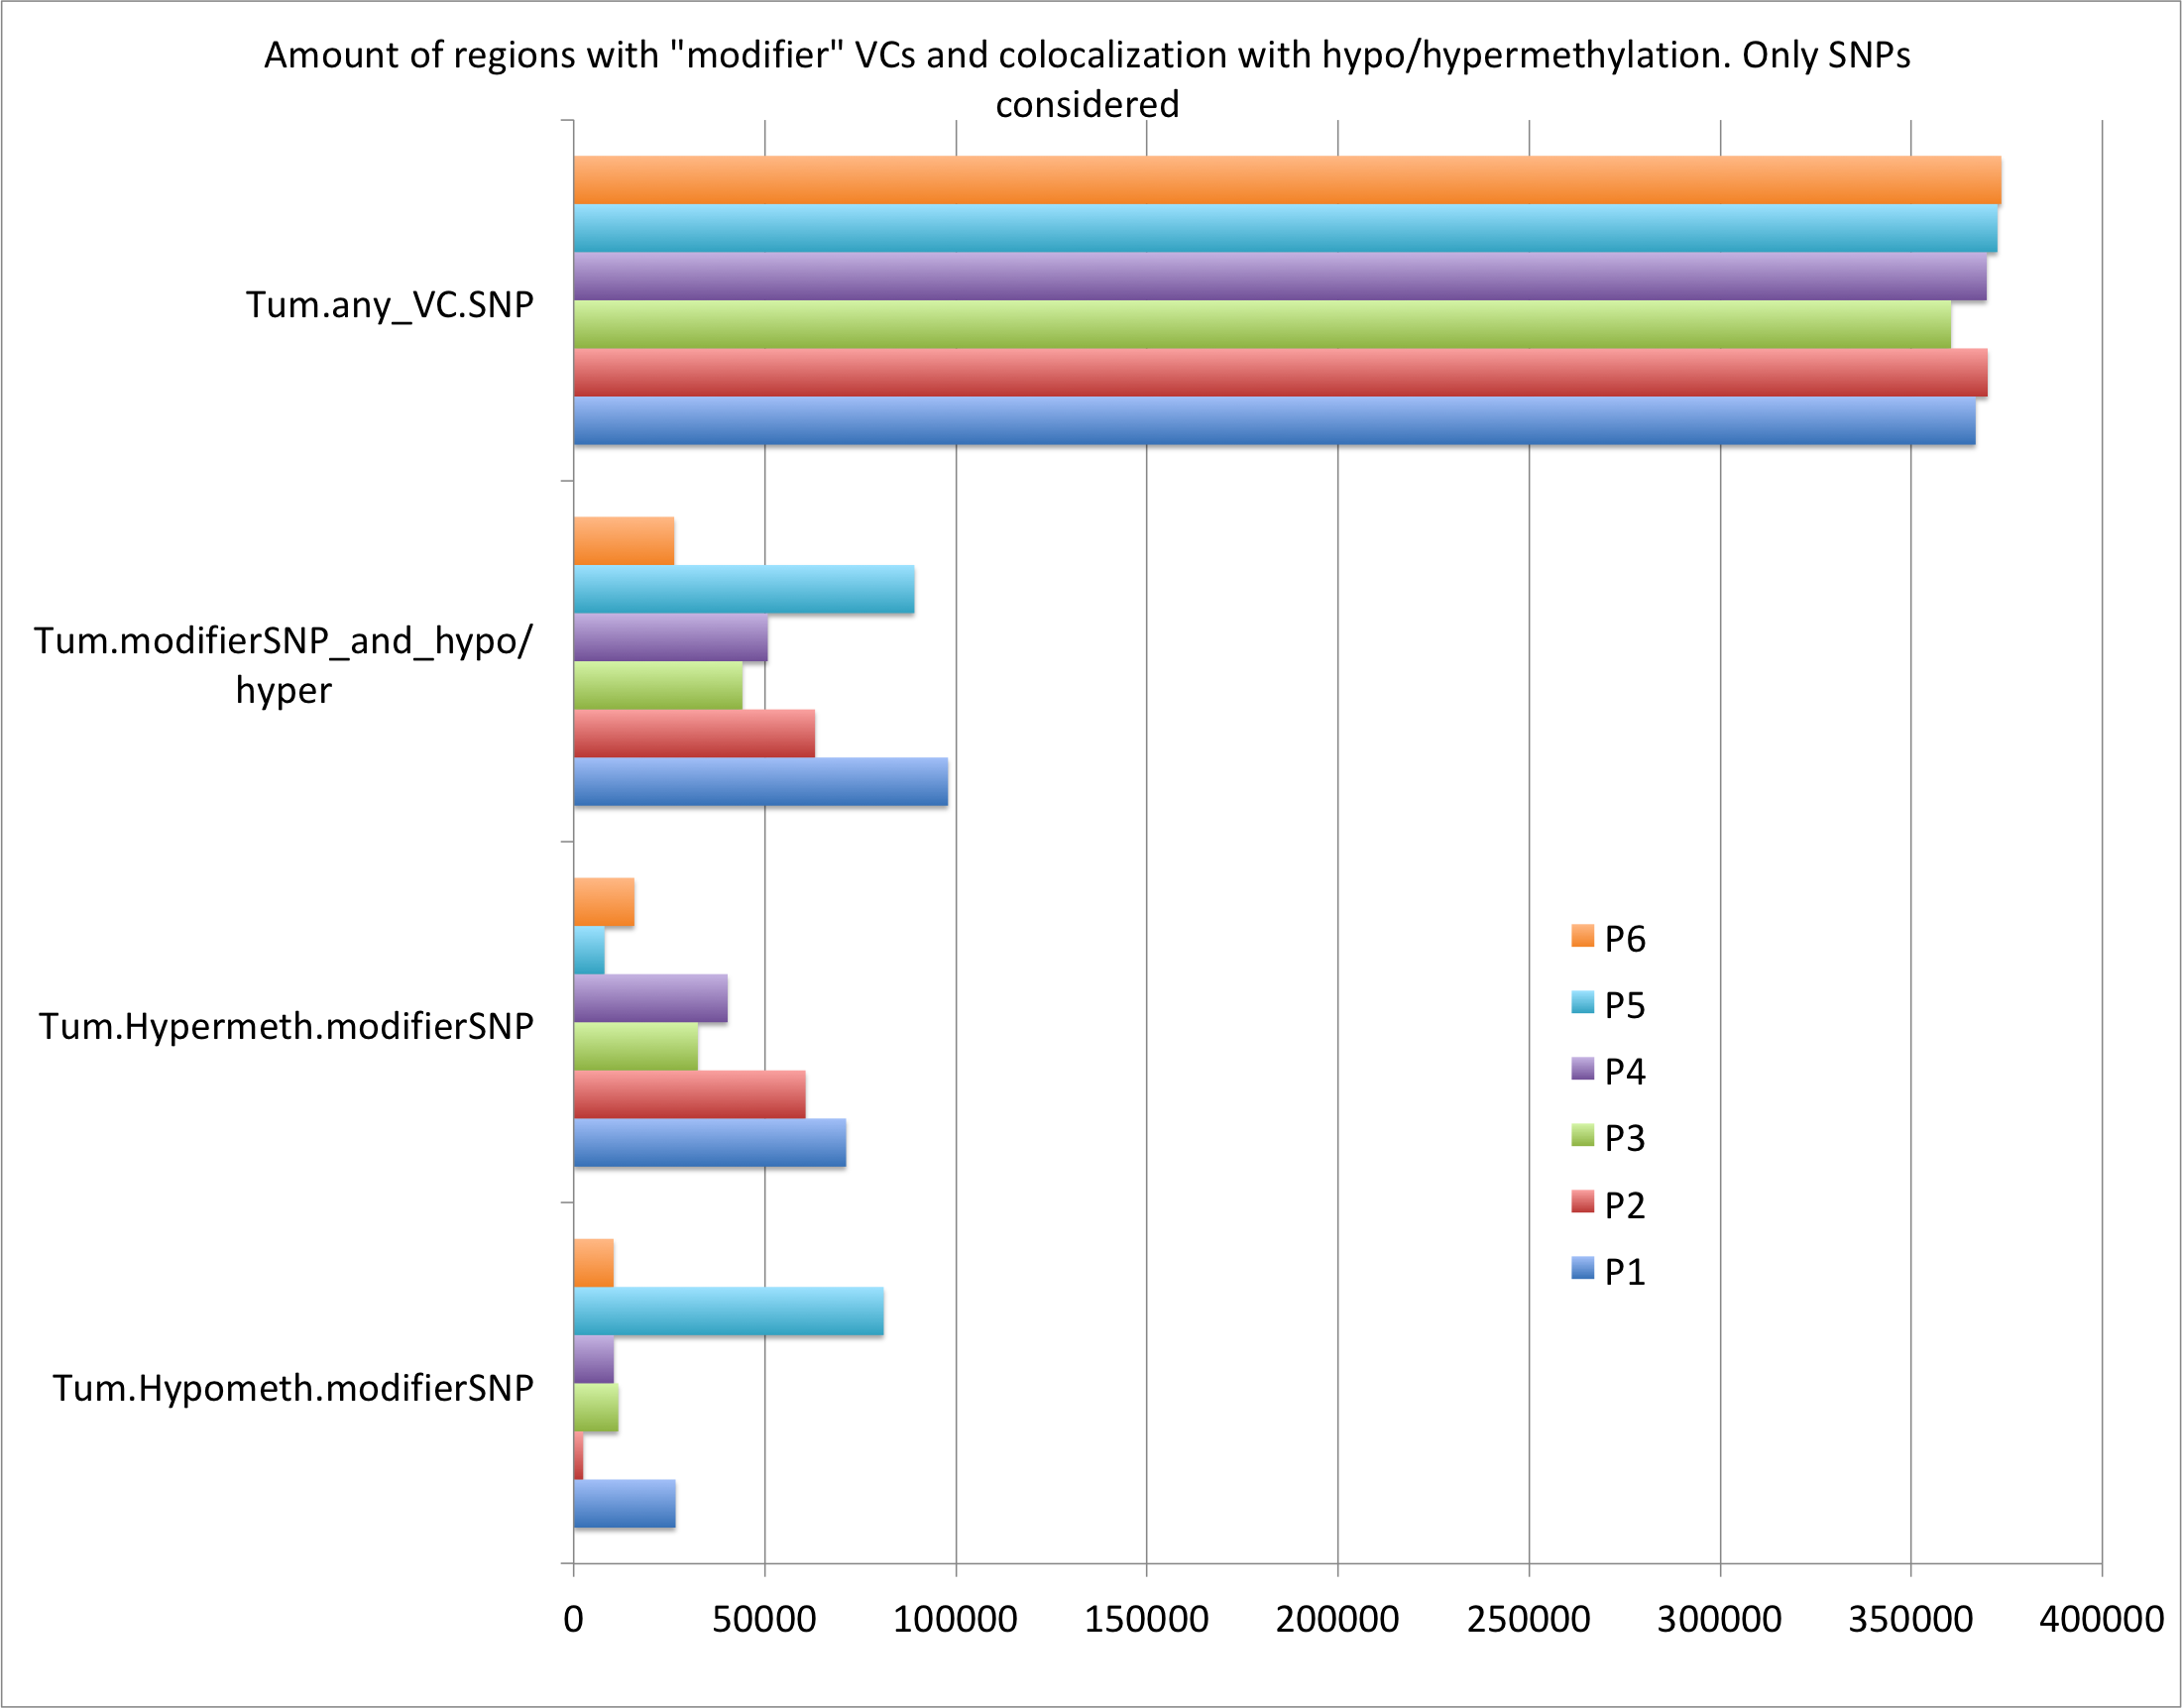 Amount of regions with "modifier" VCs and colocalization with hypo/hypermethylation. Only SNPs
considered
Tum.any_VC.SNP
Tum.modifierSNP_and_hypo/
hyper
Tum.Hypermeth.modifierSNP
Tum.Hypometh.modifierSNP
P6
P5
P4
P3
P2
P1
0 50000 100000 150000 200000 250000 300000 350000 400000